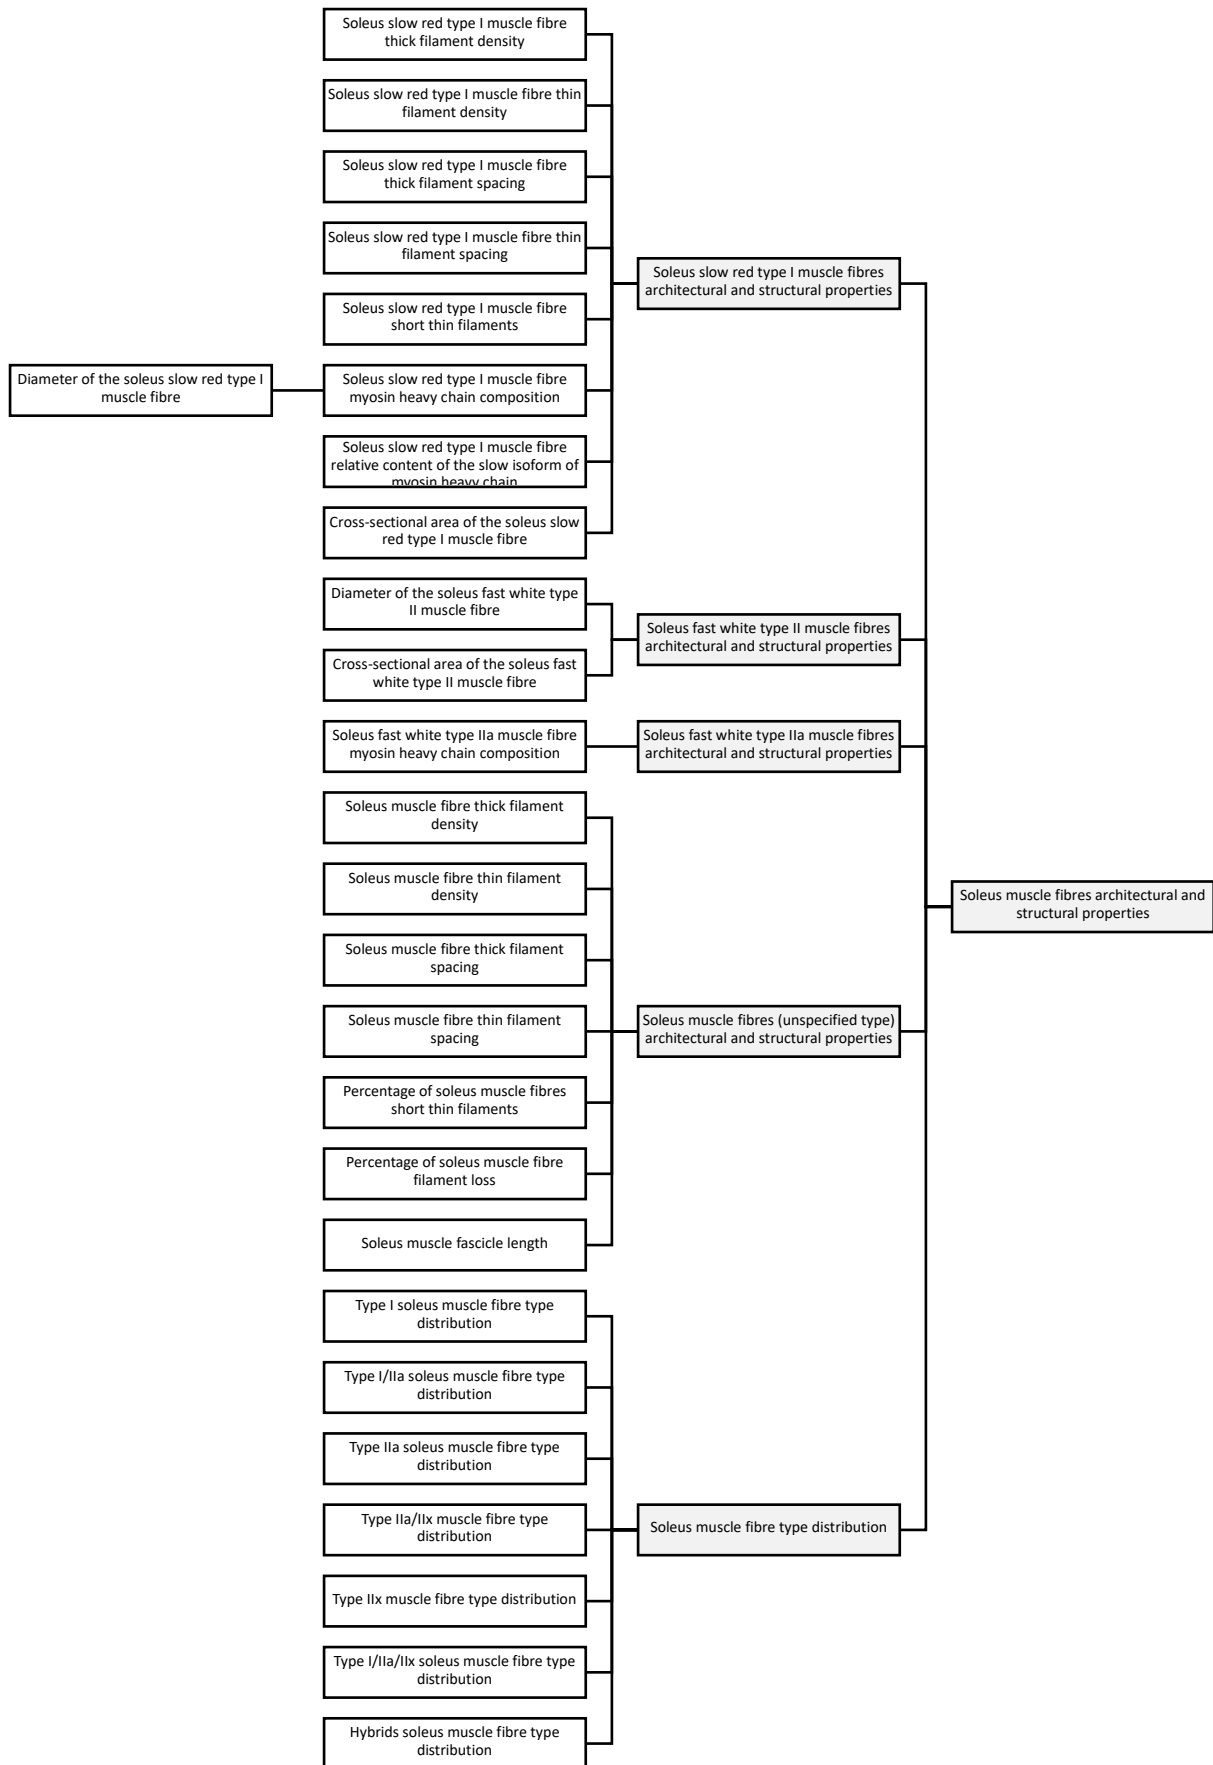 Soleus slow red type I muscle fibre
thick filament density
Soleus slow red type I muscle fibre thin
filament density
Soleus slow red type I muscle fibre
thick filament spacing
Soleus slow red type I muscle fibre thin
filament spacing
Soleus slow red type I muscle fibres
architectural and structural properties
Soleus slow red type I muscle fibre
short thin filaments
Diameter of the soleus slow red type I
muscle fibre
Soleus slow red type I muscle fibre
myosin heavy chain composition
Soleus slow red type I muscle fibre
relative content of the slow isoform of
myosin heavy chain
Cross-sectional area of the soleus slow
red type I muscle fibre
Diameter of the soleus fast white type
II muscle fibre
Soleus fast white type II muscle fibres
architectural and structural properties
Cross-sectional area of the soleus fast
white type II muscle fibre
Soleus fast white type IIa muscle fibre
myosin heavy chain composition
Soleus fast white type IIa muscle fibres
architectural and structural properties
Soleus muscle fibre thick filament
density
Soleus muscle fibre thin filament
density
Soleus muscle fibres architectural and
structural properties
Soleus muscle fibre thick filament
spacing
Soleus muscle fibre thin filament
spacing
Soleus muscle fibres (unspecified type)
architectural and structural properties
Percentage of soleus muscle fibres
short thin filaments
Percentage of soleus muscle fibre
filament loss
Soleus muscle fascicle length
Type I soleus muscle fibre type
distribution
Type I/IIa soleus muscle fibre type
distribution
Type IIa soleus muscle fibre type
distribution
Type IIa/IIx muscle fibre type
distribution
Soleus muscle fibre type distribution
Type IIx muscle fibre type distribution
Type I/IIa/IIx soleus muscle fibre type
distribution
Hybrids soleus muscle fibre type
distribution